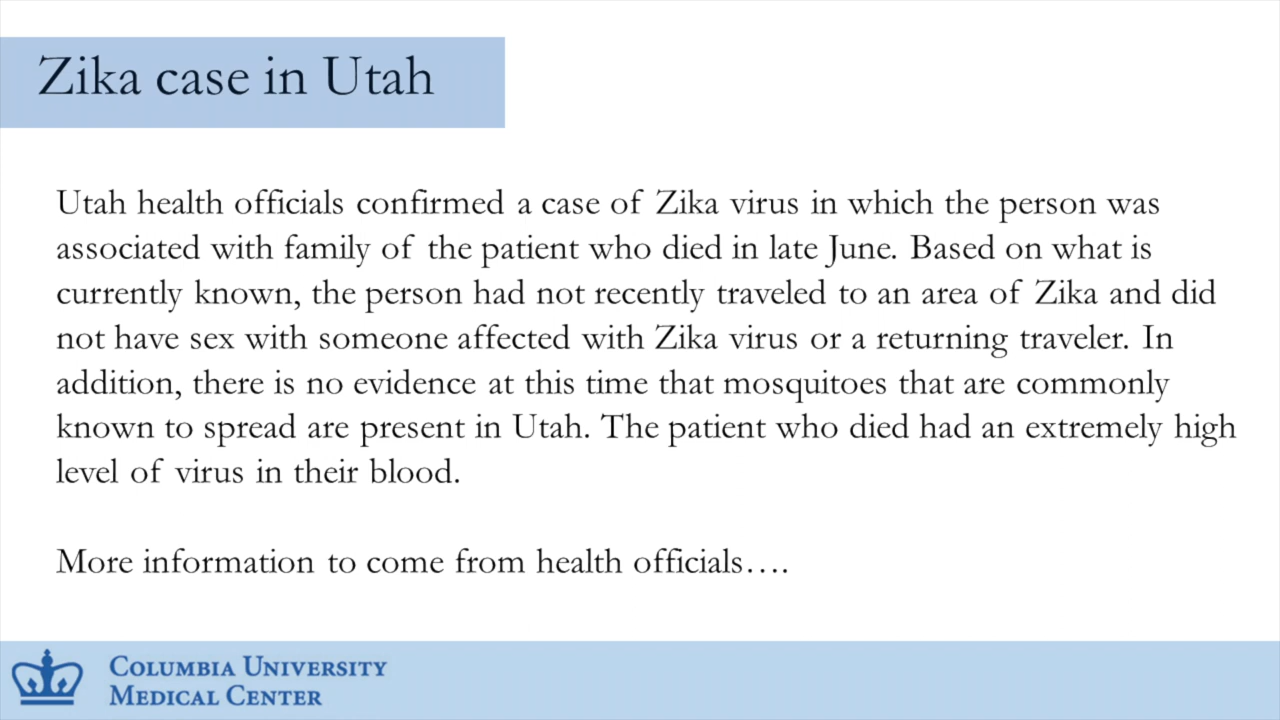 Zika case in Utah
Utah health officials confirmed a case of Zika virus in which the person was
associated with family of the patient who died in late June. Based on what is
currently known, the person had not recently traveled to an area of Zika and did
not have sex with someone affected with Zika virus or a returning traveler. In
addition, there is no evidence at this time that mosquitoes that are commonly
known to spread are present in Utah. The patient who died had an extremely high
level of virus in their blood.
More information to come from health officials….
COLUMBIA UNIVERSITY
MEDICAL CENTER